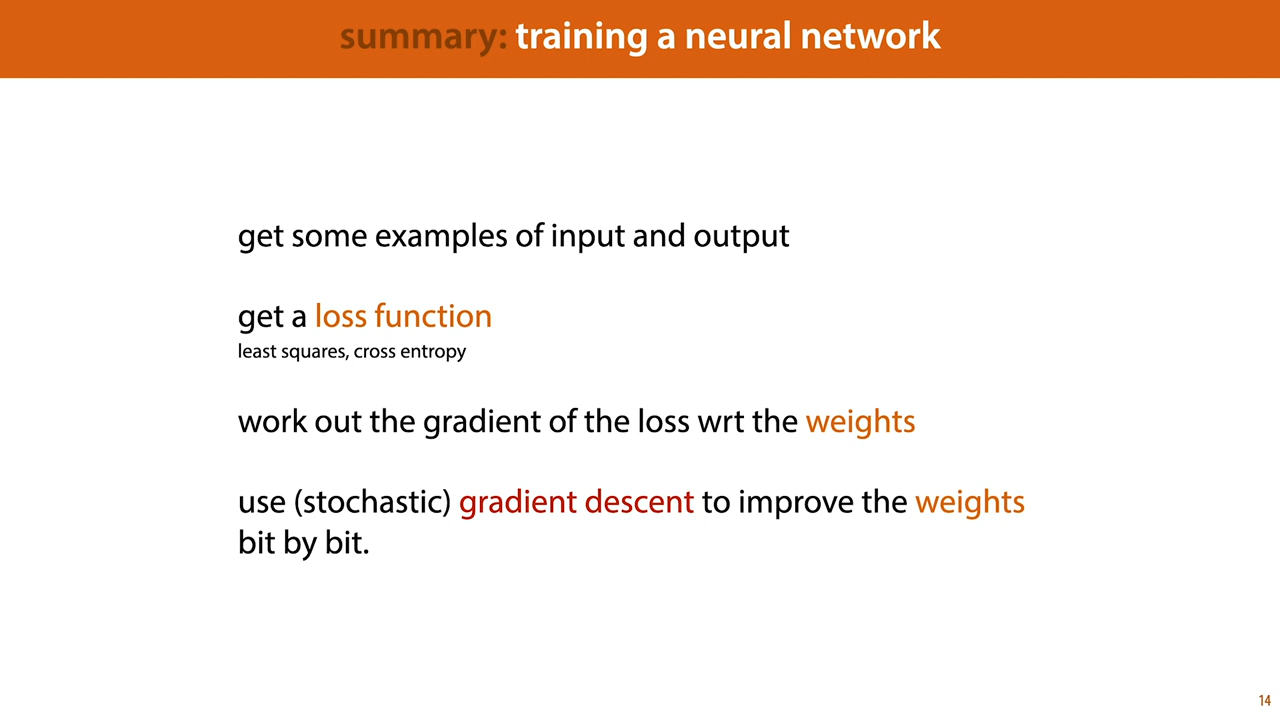 summary: training a neural network
get some examples of input and output
get a loss function
least squares, cross entropy
work out the gradient of the loss wrt the weights
use (stochastic) gradient descent to improve the weights
bit by bit.
14